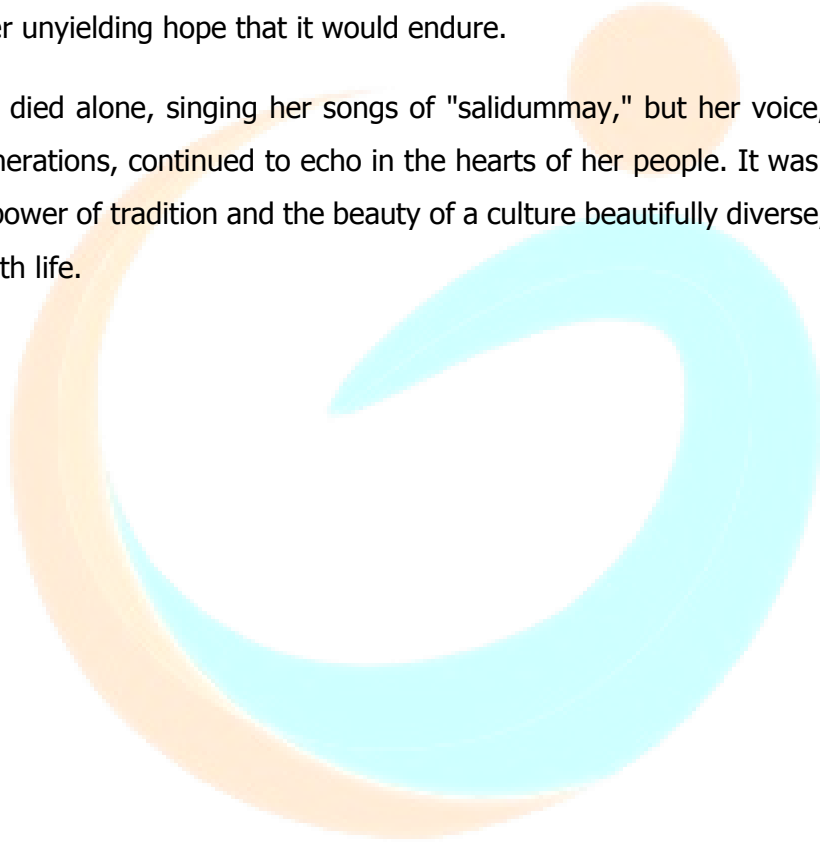 er unyielding hope that it would endure.
died alone, singing her songs of "salidummay," but her voice,
nerations, continued to echo in the hearts of her people. It was
power of tradition and the beauty of a culture beautifully diverse,
th life.